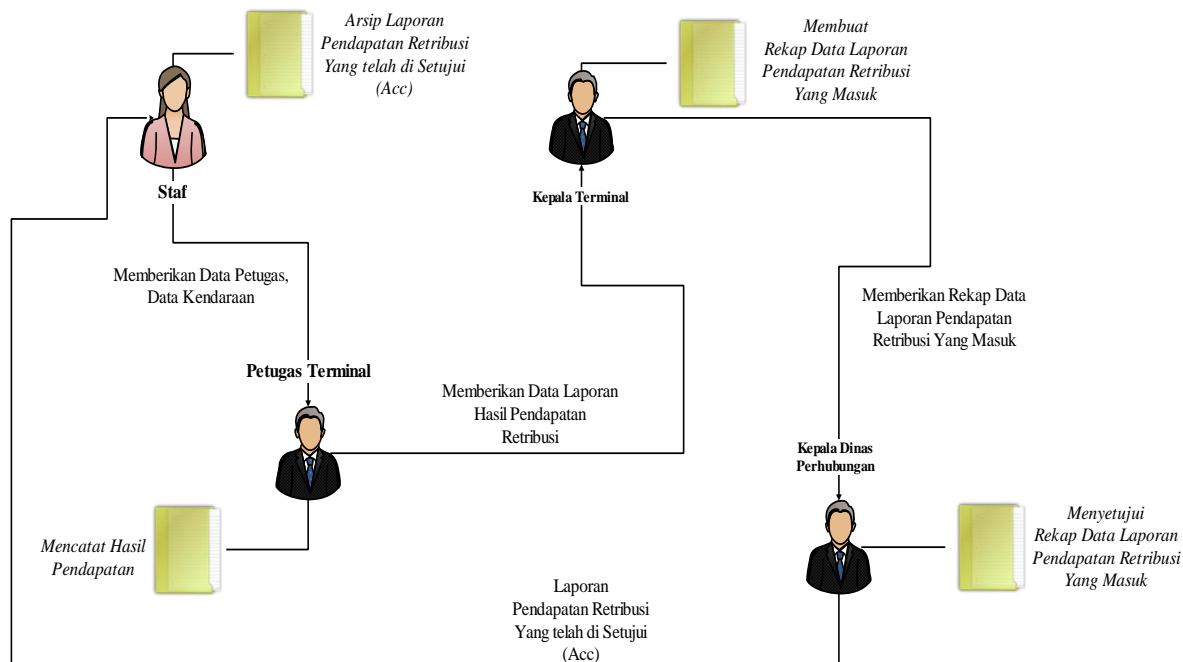 Arsip Laporan
Pendapatan Retribusi
Yang telah di Setujui
(Acc)
Membuat
Rekap Data Laporan
Pendapatan Retribusi
Yang Masuk
Staf
Kepala Terminal
Memberikan Data Petugas,
Data Kendaraan
Memberikan Rekap Data
Laporan Pendapatan
Retribusi Yang Masuk
Petugas Terminal
Memberikan Data Laporan
Hasil Pendapatan
Retribusi
Kepala Dinas
Perhubungan
Mencatat Hasil
Pendapatan
Menyetujui
Rekap Data Laporan
Pendapatan Retribusi
Yang Masuk
Laporan
Pendapatan Retribusi
Yang telah di Setujui
(Acc)